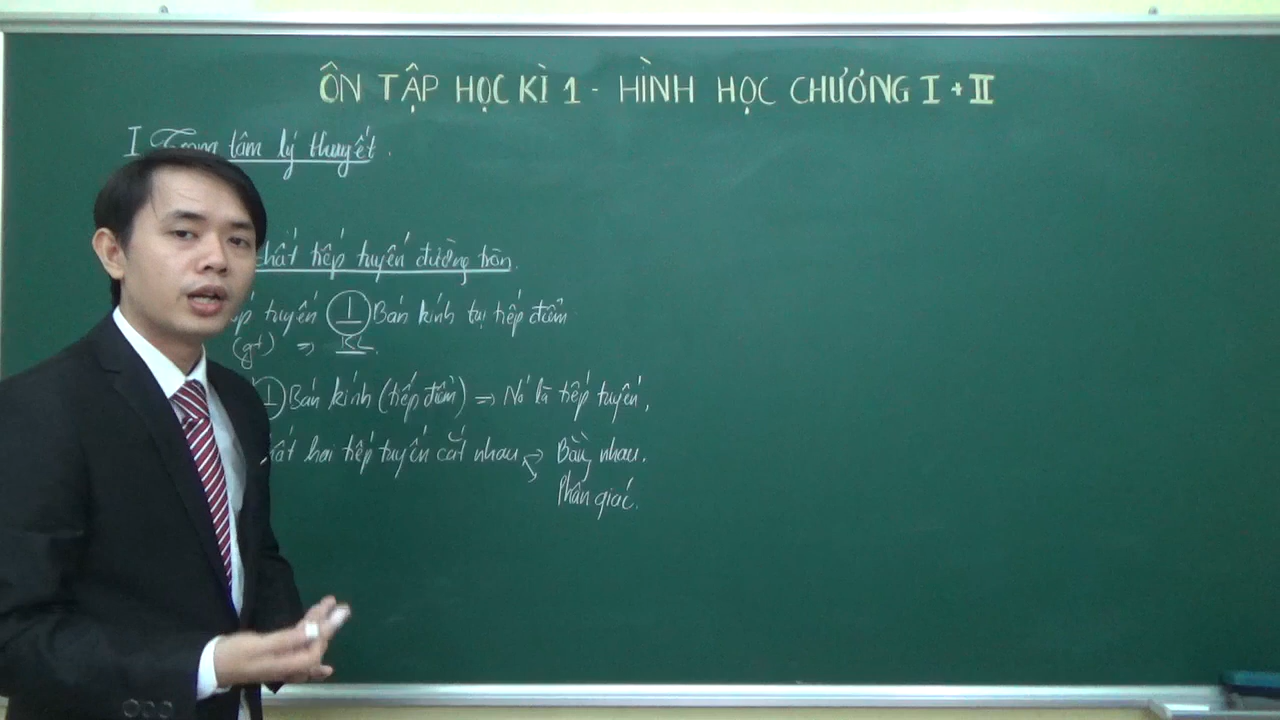 ÔN TẬP HỌC KÌ 1 - HÌNH HỌC CHƯƠNG I + II
I Trọng tâm lý thuyết.
chất tiếp tuyến đường tròn.
tuyến ⊥ Bán kính tại tiếp điểm
(gt) ⇒ KL.
⊥ Bán kính (tiếp điểm) ⇒ Nó là tiếp tuyến.
hai tiếp tuyến cắt nhau → Bằng nhau.
Phân giác.